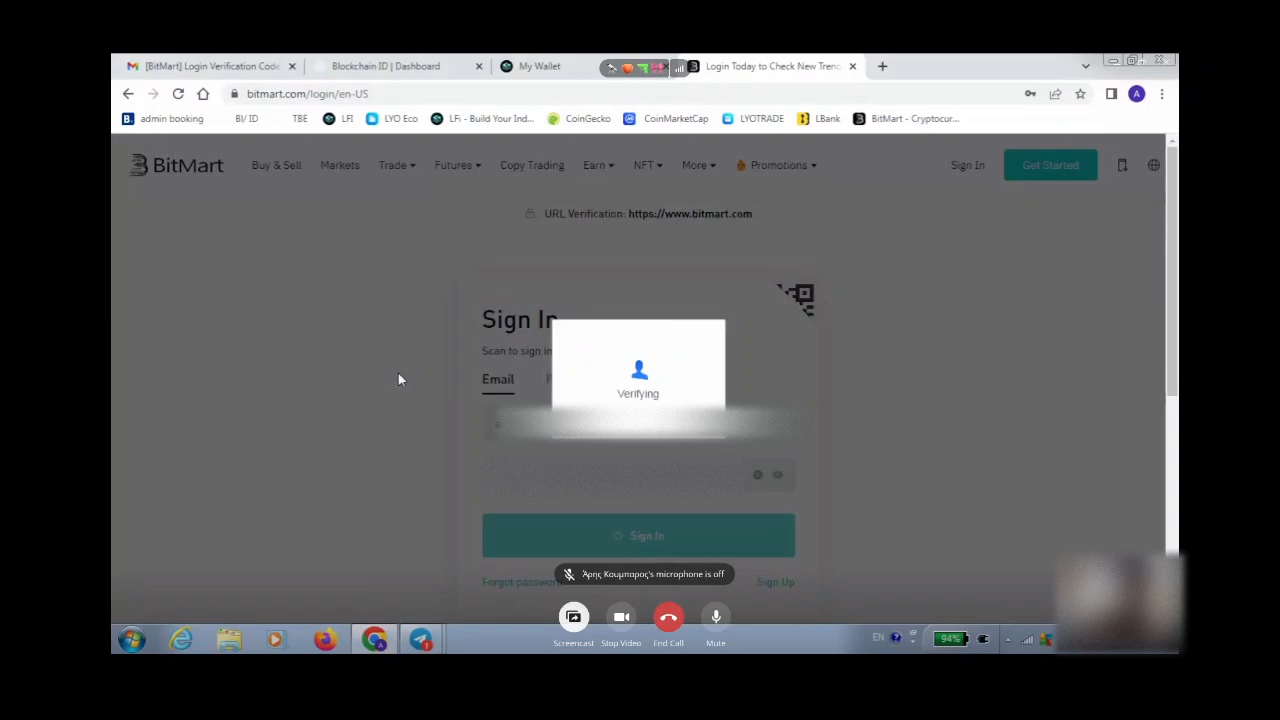 [BitMart] Login Verification Code
Blockchain ID | Dashboard
My Wallet
Login Today to Check New Trend
bitmart.com/login/en-US
A
admin booking
BI/ ID
TBE
LFI
LYO Eco
LFi - Build Your Ind...
CoinGecko
CoinMarketCap
LYOTRADE
LBank
BitMart - Cryptocur...
BitMart
Buy & Sell
Markets
Trade
Futures
Copy Trading
Earn
NFT
More
Promotions
Sign In
Get Started
URL Verification: https://www.bitmart.com
Sign In
Scan to sign in
Email
Verifying
Sign In
Άρης Κουμπαρος's microphone is off
Forgot password
Sign Up
Screencast
Stop Video
End Call
Mute
EN
94%